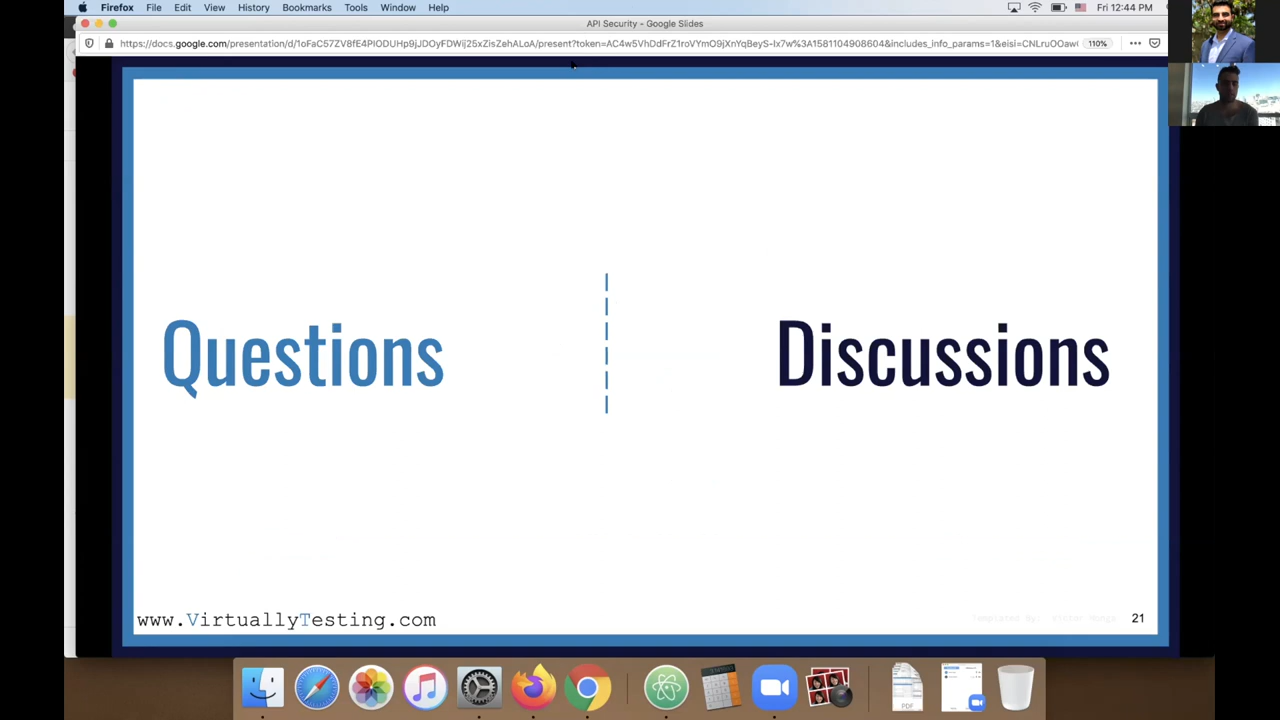 Firefox File Edit View History Bookmarks Tools Window Help Fri 12:44 PM
API Security - Google Slides
110%
Questions
Discussions
www.VirtuallyTesting.com
21
PDF